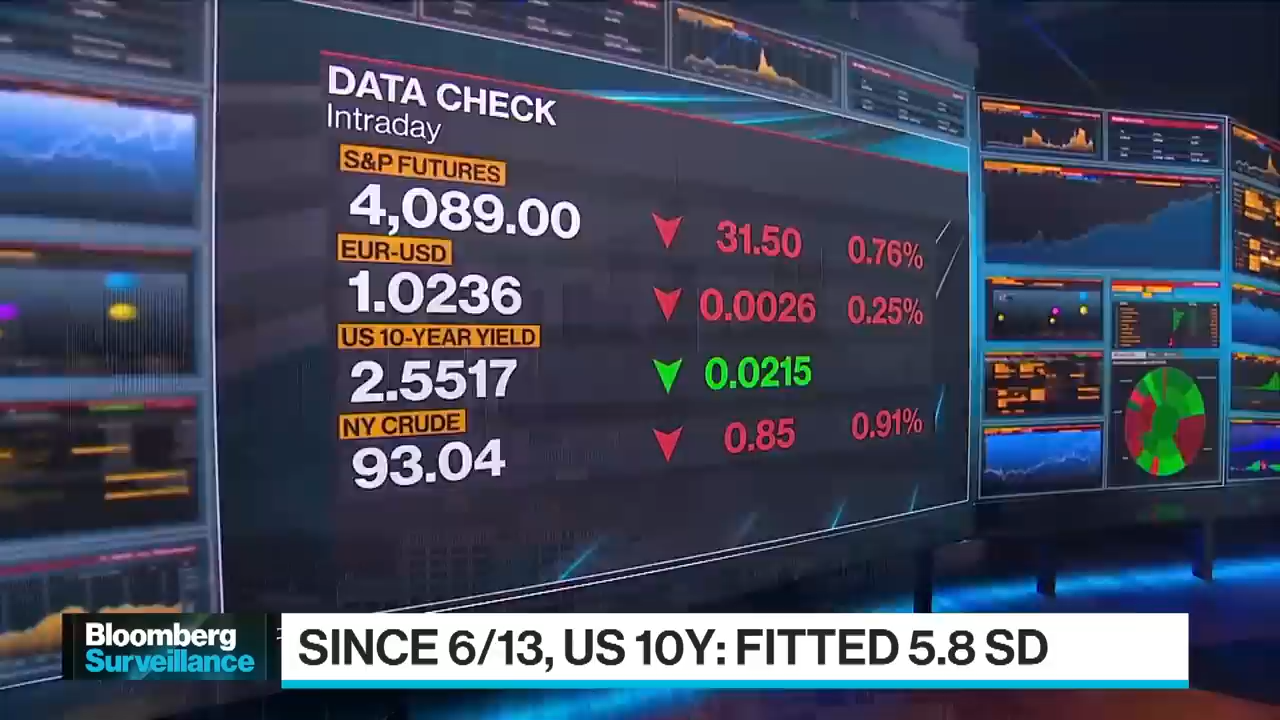 DATA CHECK
Intraday
S&P FUTURES
4,089.00 31.50 0.76%
EUR-USD
1.0236 0.0026 0.25%
US 10-YEAR YIELD
2.5517 0.0215
NY CRUDE
93.04 0.85 0.91%
Bloomberg
Surveillance
SINCE 6/13, US 10Y: FITTED 5.8 SD